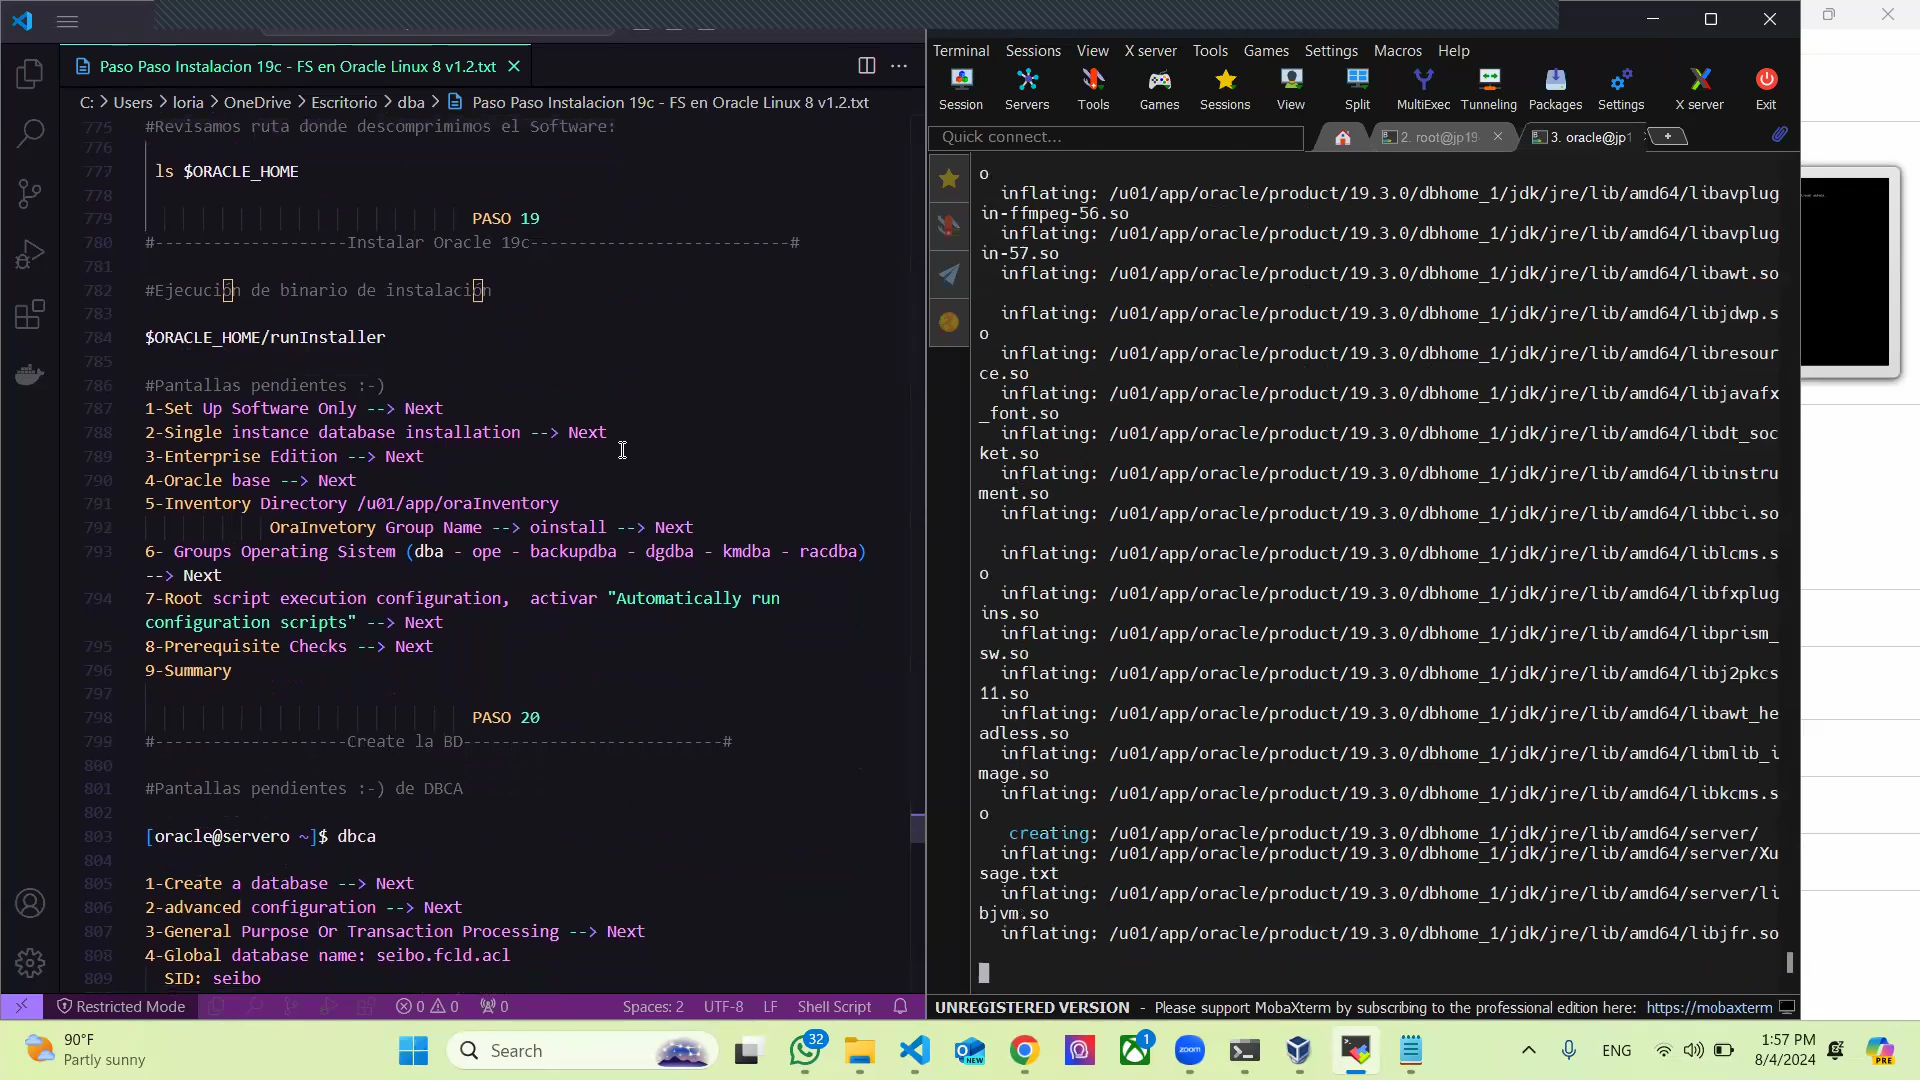 Paso Paso Instalacion 19c - FS en Oracle Linux 8 v1.2.txt
C: > Users > loria > OneDrive > Escritorio > dba > Paso Paso Instalacion 19c - FS en Oracle Linux 8 v1.2.txt
775 #Revisamos ruta donde descomprimimos el Software:
776
777 ls $ORACLE_HOME
778
779 PASO 19
780 #--------------------Instalar Oracle 19c---------------------------#
781
782 #Ejecución de binario de instalación
783
784 $ORACLE_HOME/runInstaller
785
786 #Pantallas pendientes :-)
787 1-Set Up Software Only --> Next
788 2-Single instance database installation --> Next
789 3-Enterprise Edition --> Next
790 4-Oracle base --> Next
791 5-Inventory Directory /u01/app/oraInventory
792 OraInvetory Group Name --> oinstall --> Next
793 6- Groups Operating Sistem (dba - ope - backupdba - dgdba - kmdba - racdba)
--> Next
794 7-Root script execution configuration, activar "Automatically run
configuration scripts" --> Next
795 8-Prerequisite Checks --> Next
796 9-Summary
797
798 PASO 20
799 #--------------------Create la BD---------------------------#
800
801 #Pantallas pendientes :-) de DBCA
802
803 [oracle@servero ~]$ dbca
804
805 1-Create a database --> Next
806 2-advanced configuration --> Next
807 3-General Purpose Or Transaction Processing --> Next
808 4-Global database name: seibo.fcld.acl
809 SID: seibo
Restricted Mode 0 0 0 Spaces: 2 UTF-8 LF Shell Script
Terminal Sessions View X server Tools Games Settings Macros Help
Session Servers Tools Games Sessions View Split MultiExec Tunneling Packages Settings X server Exit
Quick connect... 2. root@jp19 3. oracle@jp1
o
inflating: /u01/app/oracle/product/19.3.0/dbhome_1/jdk/jre/lib/amd64/libavplug
in-ffmpeg-56.so
inflating: /u01/app/oracle/product/19.3.0/dbhome_1/jdk/jre/lib/amd64/libavplug
in-57.so
inflating: /u01/app/oracle/product/19.3.0/dbhome_1/jdk/jre/lib/amd64/libawt.so
inflating: /u01/app/oracle/product/19.3.0/dbhome_1/jdk/jre/lib/amd64/libjdwp.s
o
inflating: /u01/app/oracle/product/19.3.0/dbhome_1/jdk/jre/lib/amd64/libresour
ce.so
inflating: /u01/app/oracle/product/19.3.0/dbhome_1/jdk/jre/lib/amd64/libjavafx
_font.so
inflating: /u01/app/oracle/product/19.3.0/dbhome_1/jdk/jre/lib/amd64/libdt_soc
ket.so
inflating: /u01/app/oracle/product/19.3.0/dbhome_1/jdk/jre/lib/amd64/libinstru
ment.so
inflating: /u01/app/oracle/product/19.3.0/dbhome_1/jdk/jre/lib/amd64/libbci.so
inflating: /u01/app/oracle/product/19.3.0/dbhome_1/jdk/jre/lib/amd64/liblcms.s
o
inflating: /u01/app/oracle/product/19.3.0/dbhome_1/jdk/jre/lib/amd64/libfxplug
ins.so
inflating: /u01/app/oracle/product/19.3.0/dbhome_1/jdk/jre/lib/amd64/libprism_
sw.so
inflating: /u01/app/oracle/product/19.3.0/dbhome_1/jdk/jre/lib/amd64/libj2pkcs
11.so
inflating: /u01/app/oracle/product/19.3.0/dbhome_1/jdk/jre/lib/amd64/libawt_he
adless.so
inflating: /u01/app/oracle/product/19.3.0/dbhome_1/jdk/jre/lib/amd64/libmlib_i
mage.so
inflating: /u01/app/oracle/product/19.3.0/dbhome_1/jdk/jre/lib/amd64/libkcms.s
o
creating: /u01/app/oracle/product/19.3.0/dbhome_1/jdk/jre/lib/amd64/server/
inflating: /u01/app/oracle/product/19.3.0/dbhome_1/jdk/jre/lib/amd64/server/Xu
sage.txt
inflating: /u01/app/oracle/product/19.3.0/dbhome_1/jdk/jre/lib/amd64/server/li
bjvm.so
inflating: /u01/app/oracle/product/19.3.0/dbhome_1/jdk/jre/lib/amd64/libjfr.so
UNREGISTERED VERSION - Please support MobaXterm by subscribing to the professional edition here: https://mobaxterm
90°F
Partly sunny
Search
32
NEW
1
zoom
ENG
1:57 PM
8/4/2024
PRE